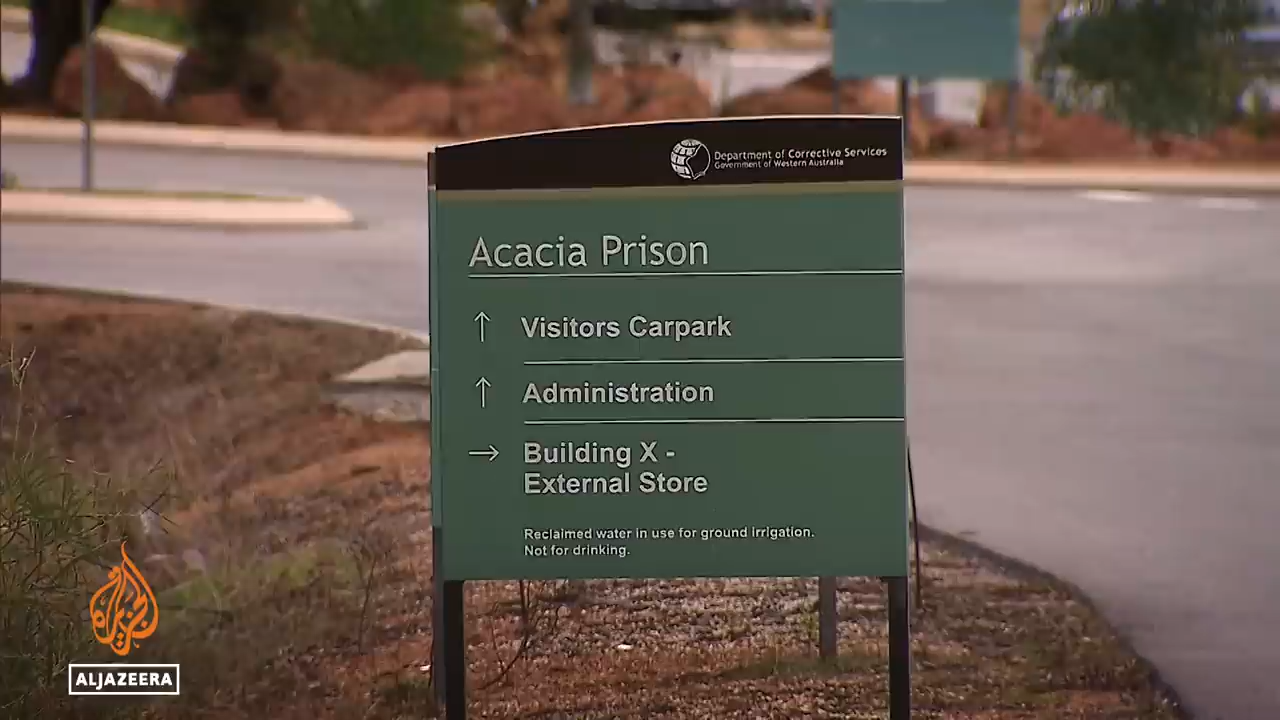 Department of Corrective Services
Government of Western Australia
Acacia Prison
↑ Visitors Carpark
↑ Administration
→ Building X -
External Store
Reclaimed water in use for ground irrigation.
Not for drinking.
الجزيرة
ALJAZEERA